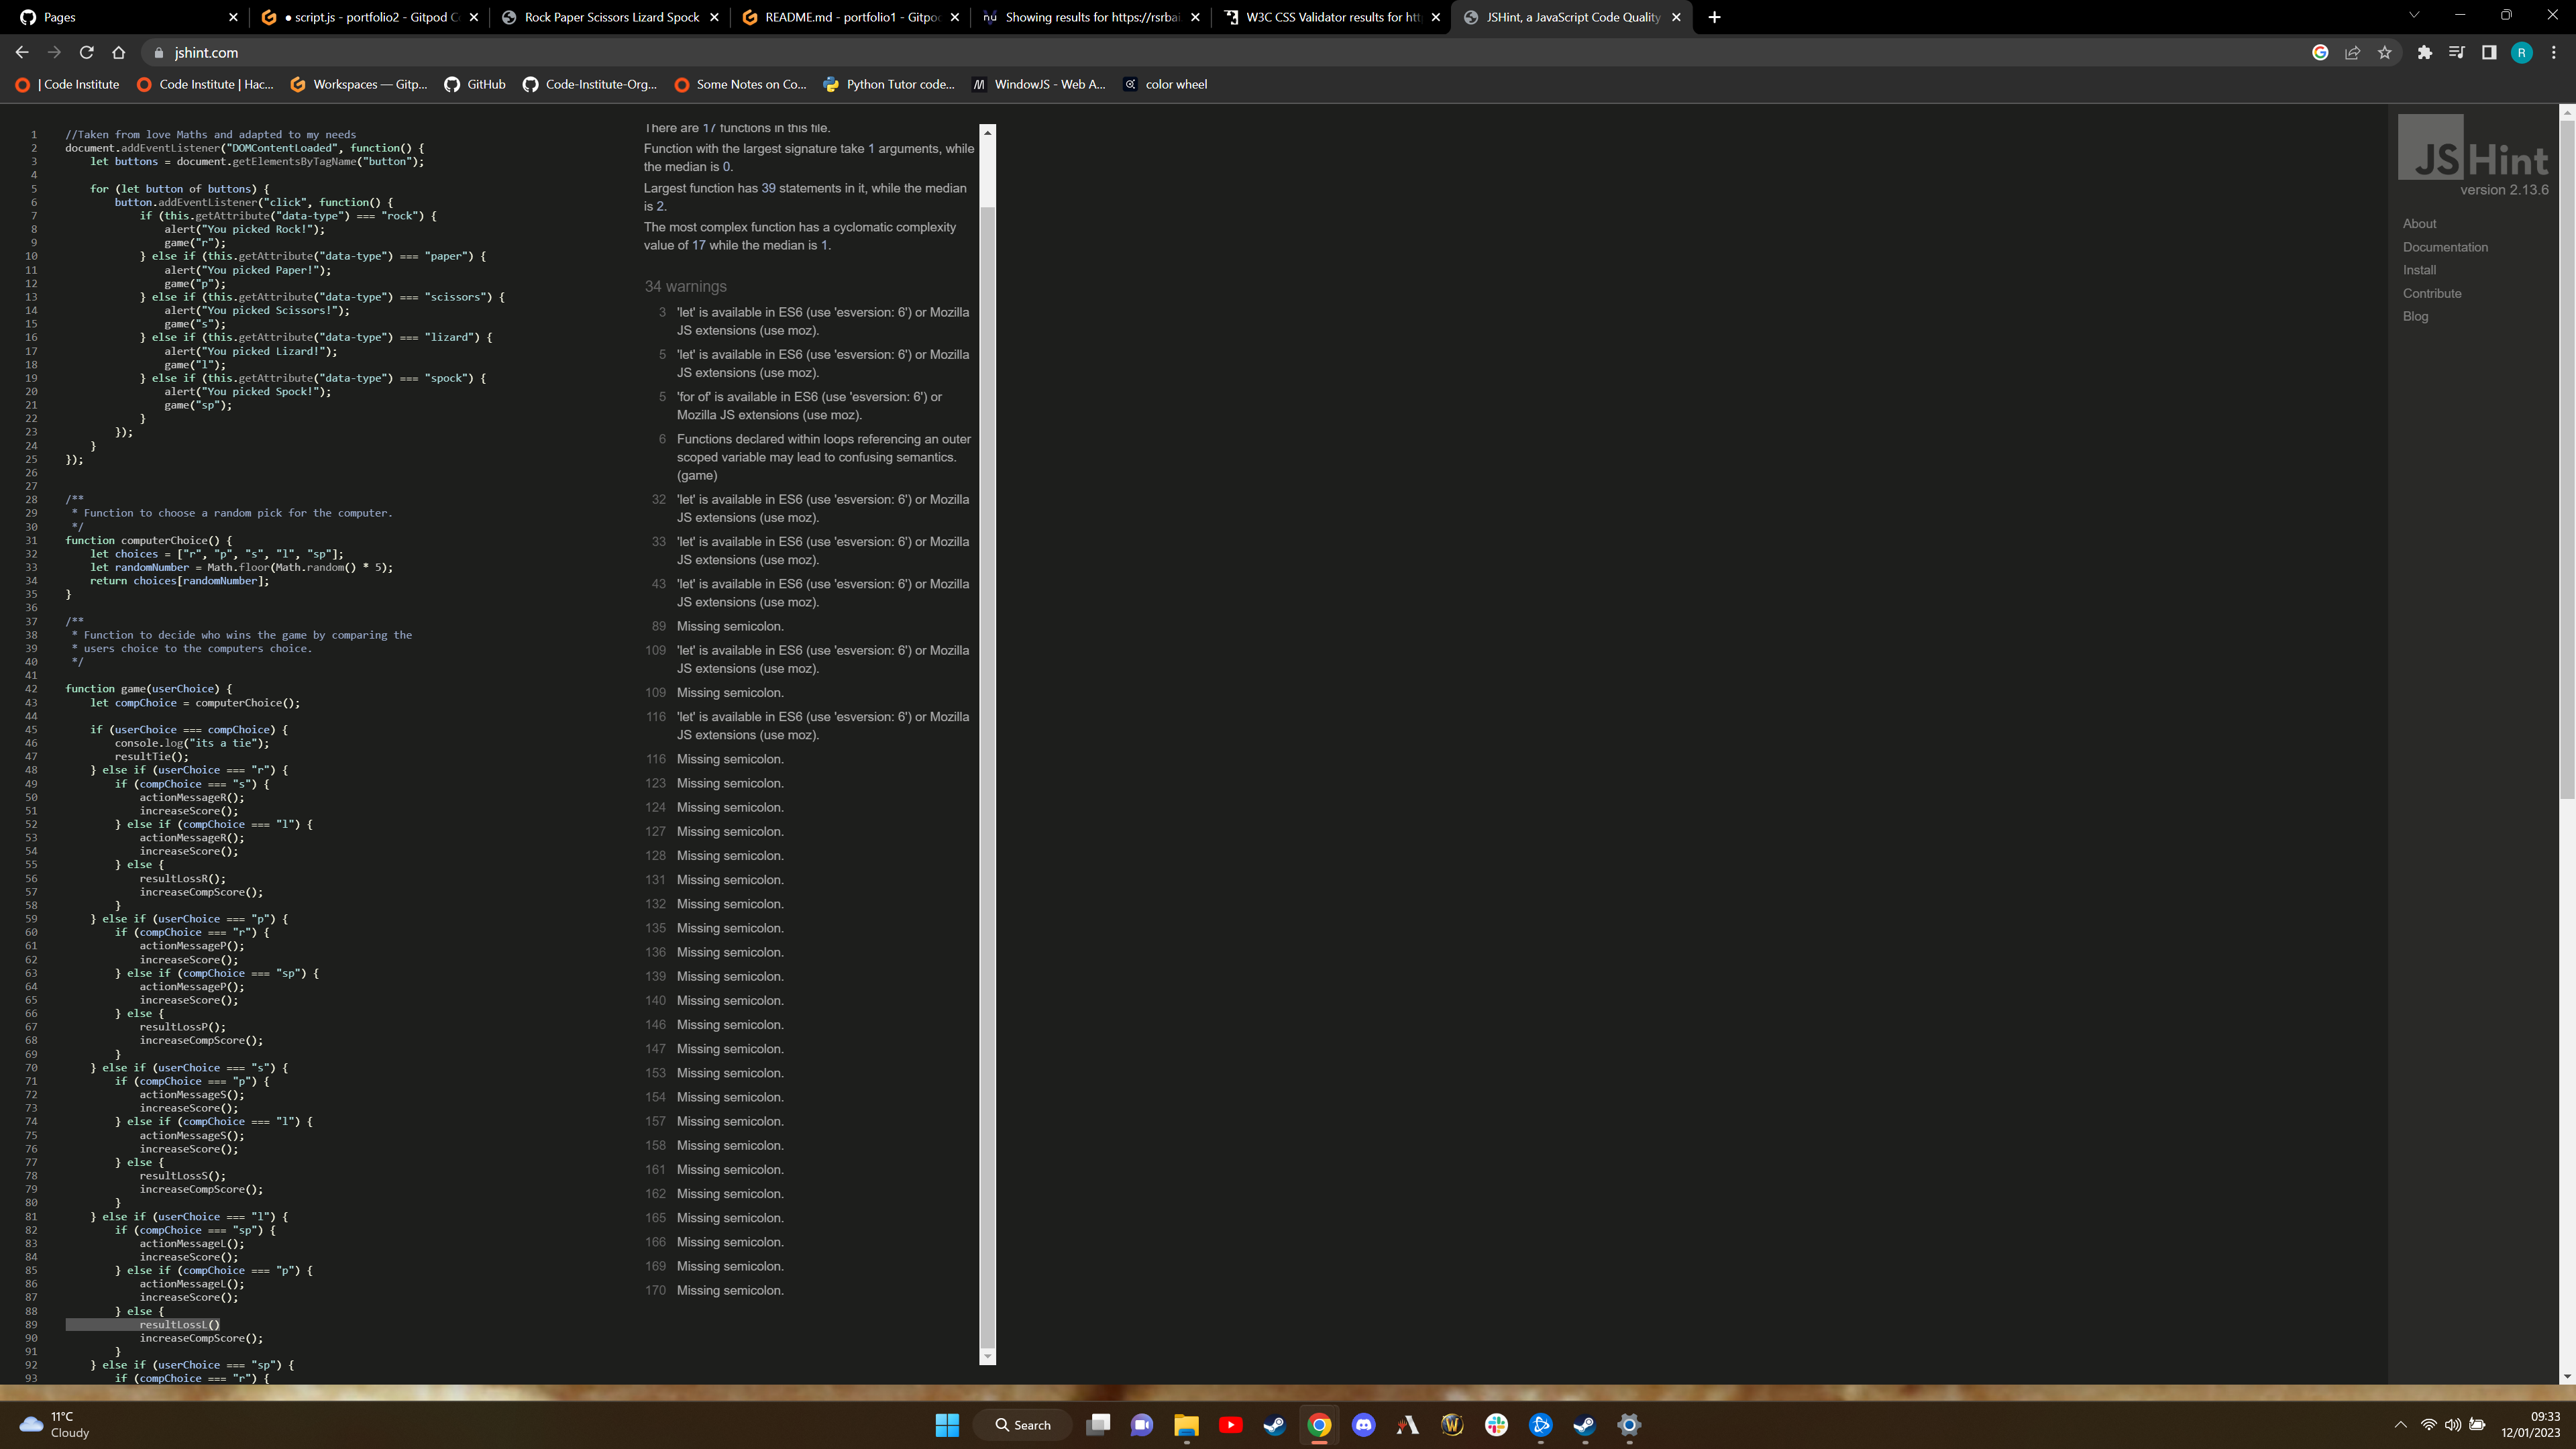 Pages
● script.js - portfolio2 - Gitpod C
Rock Paper Scissors Lizard Spock
README.md - portfolio1 - Gitpod
Showing results for https://rsrbai
W3C CSS Validator results for htt
JSHint, a JavaScript Code Quality
jshint.com
R
| Code Institute
Code Institute | Hac...
Workspaces — Gitp...
GitHub
Code-Institute-Org...
Some Notes on Co...
Python Tutor code...
WindowJS - Web A...
color wheel
1 //Taken from love Maths and adapted to my needs
2 document.addEventListener("DOMContentLoaded", function() {
3 let buttons = document.getElementsByTagName("button");
4
5 for (let button of buttons) {
6 button.addEventListener("click", function() {
7 if (this.getAttribute("data-type") === "rock") {
8 alert("You picked Rock!");
9 game("r");
10 } else if (this.getAttribute("data-type") === "paper") {
11 alert("You picked Paper!");
12 game("p");
13 } else if (this.getAttribute("data-type") === "scissors") {
14 alert("You picked Scissors!");
15 game("s");
16 } else if (this.getAttribute("data-type") === "lizard") {
17 alert("You picked Lizard!");
18 game("l");
19 } else if (this.getAttribute("data-type") === "spock") {
20 alert("You picked Spock!");
21 game("sp");
22 }
23 });
24 }
25 });
26
27
28 /**
29 * Function to choose a random pick for the computer.
30 */
31 function computerChoice() {
32 let choices = ["r", "p", "s", "l", "sp"];
33 let randomNumber = Math.floor(Math.random() * 5);
34 return choices[randomNumber];
35 }
36
37 /**
38 * Function to decide who wins the game by comparing the
39 * users choice to the computers choice.
40 */
41
42 function game(userChoice) {
43 let compChoice = computerChoice();
44
45 if (userChoice === compChoice) {
46 console.log("its a tie");
47 resultTie();
48 } else if (userChoice === "r") {
49 if (compChoice === "s") {
50 actionMessageR();
51 increaseScore();
52 } else if (compChoice === "l") {
53 actionMessageR();
54 increaseScore();
55 } else {
56 resultLossR();
57 increaseCompScore();
58 }
59 } else if (userChoice === "p") {
60 if (compChoice === "r") {
61 actionMessageP();
62 increaseScore();
63 } else if (compChoice === "sp") {
64 actionMessageP();
65 increaseScore();
66 } else {
67 resultLossP();
68 increaseCompScore();
69 }
70 } else if (userChoice === "s") {
71 if (compChoice === "p") {
72 actionMessageS();
73 increaseScore();
74 } else if (compChoice === "l") {
75 actionMessageS();
76 increaseScore();
77 } else {
78 resultLossS();
79 increaseCompScore();
80 }
81 } else if (userChoice === "l") {
82 if (compChoice === "sp") {
83 actionMessageL();
84 increaseScore();
85 } else if (compChoice === "p") {
86 actionMessageL();
87 increaseScore();
88 } else {
89 resultLossL()
90 increaseCompScore();
91 }
92 } else if (userChoice === "sp") {
93 if (compChoice === "r") {
There are 17 functions in this file.
Function with the largest signature take 1 arguments, while
the median is 0.
Largest function has 39 statements in it, while the median
is 2.
The most complex function has a cyclomatic complexity
value of 17 while the median is 1.
34 warnings
3 'let' is available in ES6 (use 'esversion: 6') or Mozilla
JS extensions (use moz).
5 'let' is available in ES6 (use 'esversion: 6') or Mozilla
JS extensions (use moz).
5 'for of' is available in ES6 (use 'esversion: 6') or
Mozilla JS extensions (use moz).
6 Functions declared within loops referencing an outer
scoped variable may lead to confusing semantics.
(game)
32 'let' is available in ES6 (use 'esversion: 6') or Mozilla
JS extensions (use moz).
33 'let' is available in ES6 (use 'esversion: 6') or Mozilla
JS extensions (use moz).
43 'let' is available in ES6 (use 'esversion: 6') or Mozilla
JS extensions (use moz).
89 Missing semicolon.
109 'let' is available in ES6 (use 'esversion: 6') or Mozilla
JS extensions (use moz).
109 Missing semicolon.
116 'let' is available in ES6 (use 'esversion: 6') or Mozilla
JS extensions (use moz).
116 Missing semicolon.
123 Missing semicolon.
124 Missing semicolon.
127 Missing semicolon.
128 Missing semicolon.
131 Missing semicolon.
132 Missing semicolon.
135 Missing semicolon.
136 Missing semicolon.
139 Missing semicolon.
140 Missing semicolon.
146 Missing semicolon.
147 Missing semicolon.
153 Missing semicolon.
154 Missing semicolon.
157 Missing semicolon.
158 Missing semicolon.
161 Missing semicolon.
162 Missing semicolon.
165 Missing semicolon.
166 Missing semicolon.
169 Missing semicolon.
170 Missing semicolon.
JS Hint
version 2.13.6
About
Documentation
Install
Contribute
Blog
11°C
Cloudy
Search
09:33
12/01/2023